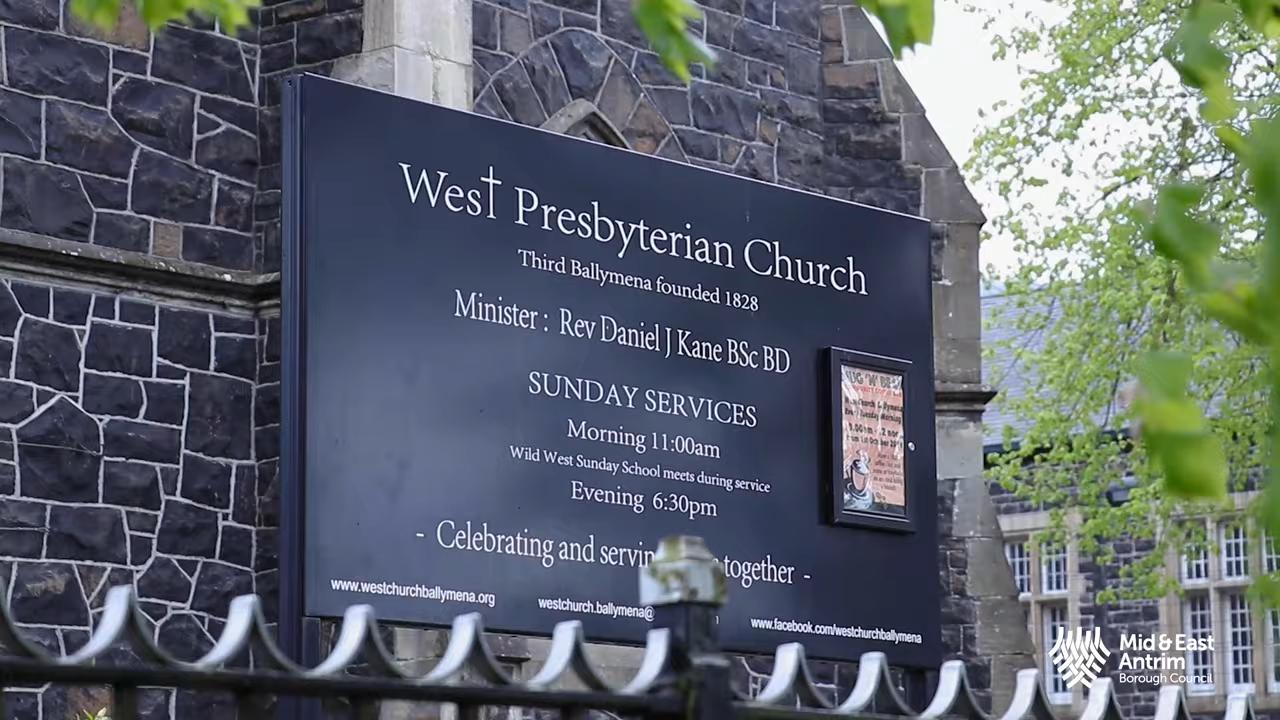 West Presbyterian Church
Third Ballymena founded 1828
Minister : Rev Daniel J Kane BSc BD
SUNDAY SERVICES
Morning 11:00am
Wild West Sunday School meets during service
Evening 6:30pm
- Celebrating and together -
www.westchurchballymena.org
westchurch.ballymena@
www.facebook.com/westchurchballymena
Mid & East
Antrim
Borough Council